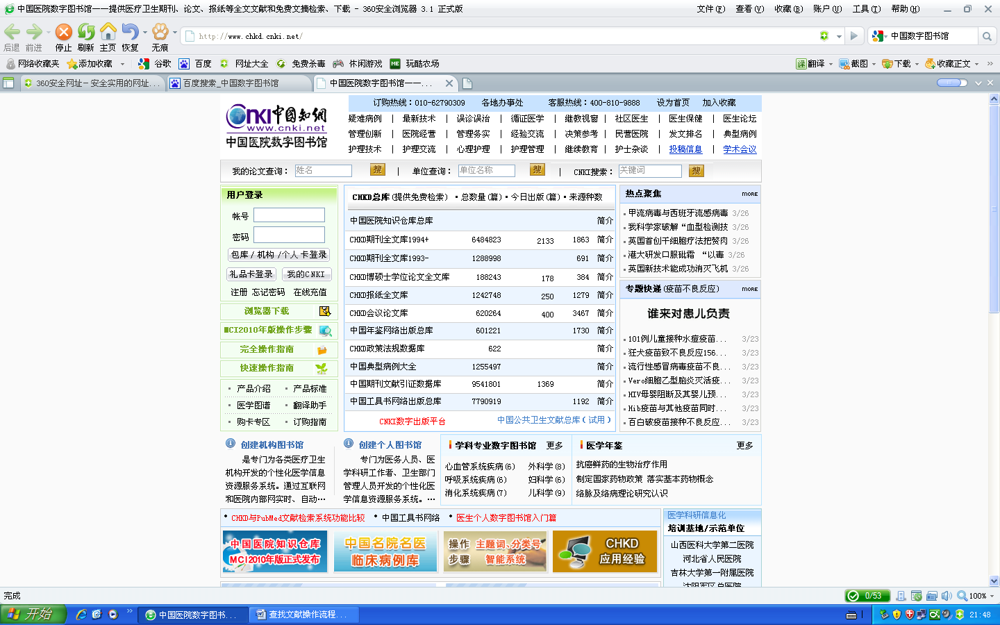 中国医院数字图书馆——提供医疗卫生期刊、论文、报纸等全文文献和免费文摘检索、下载 - 360安全浏览器 3.1 正式版
文件(F) 查看(V) 收藏(B) 账户(U) 工具(T) 帮助(H)
后退 前进 停止 刷新 主页 恢复 无痕
http://www.chkd.cnki.net/
中国数字图书馆
网络收藏夹 添加收藏 谷歌 百度 网址大全 免费杀毒 休闲游戏 玩酷农场
翻译 截图 下载 收藏正文
360安全网址－安全实用的网址... 百度搜索_中国数字图书馆 中国医院数字图书馆——...
Cnki中国知网
www.cnki.net
中国医院数字图书馆
订购热线：010-62790309 各地办事处 客服热线：400-810-9888 设为首页 加入收藏
疑难病例 | 最新技术 | 误诊误治 | 循证医学 | 继教视窗 | 社区医生 | 医生保健 | 医生论坛
管理创新 | 医院经营 | 管理务实 | 经验交流 | 决策参考 | 民营医院 | 发文排名 | 典型病例
护理技术 | 护理交流 | 心理护理 | 护理管理 | 继续教育 | 护士杂谈 | 投稿信息 | 学术会议
我的论文查询： 姓名 搜 | 单位查询： 单位名称 搜 | CNKI搜索： 关键词 搜
用户登录
帐号
密码
包库 / 机构 /个人卡登录
礼品卡登录 我的CNKI
注册 忘记密码 在线充值
浏览器下载
MCI2010年版操作步骤
完全操作指南
快速操作指南
产品介绍 产品标准
医学图谱 翻译助手
购卡专区 订购指南
CHKD总库(提供免费检索) ·总数量(篇)·今日出版(篇)·来源种数
中国医院知识仓库总库 简介
CHKD期刊全文库1994+ 6484823 2133 1863 简介
CHKD期刊全文库1993- 1288998 691 简介
CHKD博硕士学位论文全文库 188243 178 384 简介
CHKD报纸全文库 1242748 250 1279 简介
CHKD会议论文库 620264 400 3467 简介
中国年鉴网络出版总库 601221 1730 简介
CHKD政策法规数据库 622 简介
中国典型病例大全 1255497 简介
中国期刊文献引证数据库 9541801 1369 简介
中国工具书网络出版总库 7790919 1192 简介
CNKI数字出版平台 中国公共卫生文献总库（试用）
热点聚焦 MORE
甲流病毒与西班牙流感病毒 3/26
我科学家破解“血型检测技 3/26
英国首创干细胞疗法把赘肉 3/26
港大研发口服砒霜 “以毒 3/26
英国新技术能成功消灭飞机 3/26
专题快递(疫苗不良反应) MORE
谁来对患儿负责
101例儿童接种水痘疫苗... 3/23
狂犬疫苗致不良反应156... 3/23
流行性感冒病毒疫苗不良... 3/23
Vero细胞乙型脑炎灭活疫... 3/23
HIV母婴阻断及其婴儿预... 3/23
Hib疫苗与其他疫苗同时... 3/23
百白破疫苗接种不良反应... 3/23
创建机构图书馆
是专门为各类医疗卫生
机构开发的个性化医学信息
资源服务系统。通过互联网
和医院内部网实时、自动…
创建个人图书馆
专门为医务人员、医
学科研工作者、卫生部门
管理人员开发的个性化医
学信息资源服务系统。…
学科专业数字图书馆 更多
心血管系统疾病(6) 外科学(8)
呼吸系统疾病(6) 妇科学(6)
消化系统疾病(7) 儿科学(9)
医学年鉴 更多
抗癌鲜药的生物治疗作用
制定国家药物政策 落实基本药物概念
络脉及络病理论研究认识
CHKD与PubMed文献检索系统功能比较 中国工具书网络 医生个人数字图书馆入门篇
中国医院知识仓库
MCI2010年版正式发布
中国名院名医
临床病例库
操作步骤 主题词、分类号
智能系统
CHKD
应用经验
医学科研信息化
培训基地/示范单位
山西医科大学第二医院
河北省人民医院
吉林大学第一附属医院
沈阳军区总医院
完成 0/53 100%
开始 中国医院数字图书... 查找文献操作流程... 21:48